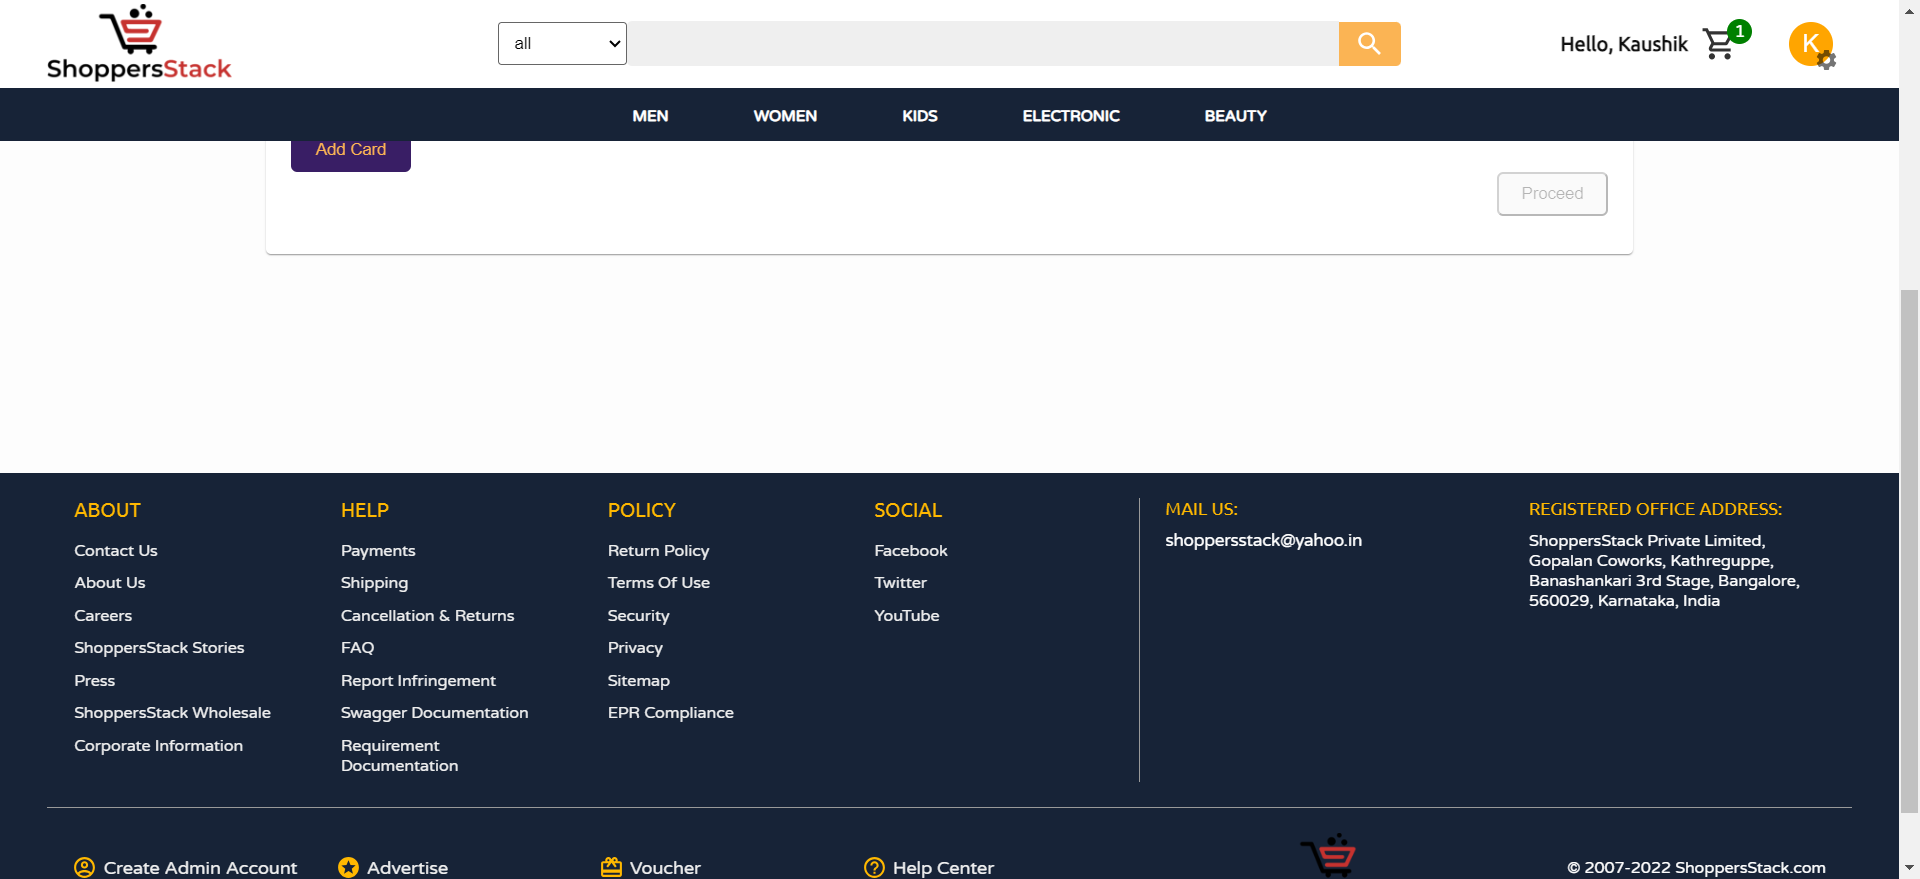 ShoppersStack
all
Hello, Kaushik
1
K
MEN
WOMEN
KIDS
ELECTRONIC
BEAUTY
Add Card
Proceed
ABOUT
Contact Us
About Us
Careers
ShoppersStack Stories
Press
ShoppersStack Wholesale
Corporate Information
HELP
Payments
Shipping
Cancellation & Returns
FAQ
Report Infringement
Swagger Documentation
Requirement
Documentation
POLICY
Return Policy
Terms Of Use
Security
Privacy
Sitemap
EPR Compliance
SOCIAL
Facebook
Twitter
YouTube
MAIL US:
shoppersstack@yahoo.in
REGISTERED OFFICE ADDRESS:
ShoppersStack Private Limited,
Gopalan Coworks, Kathreguppe,
Banashankari 3rd Stage, Bangalore,
560029, Karnataka, India
Create Admin Account
Advertise
Voucher
Help Center
© 2007-2022 ShoppersStack.com